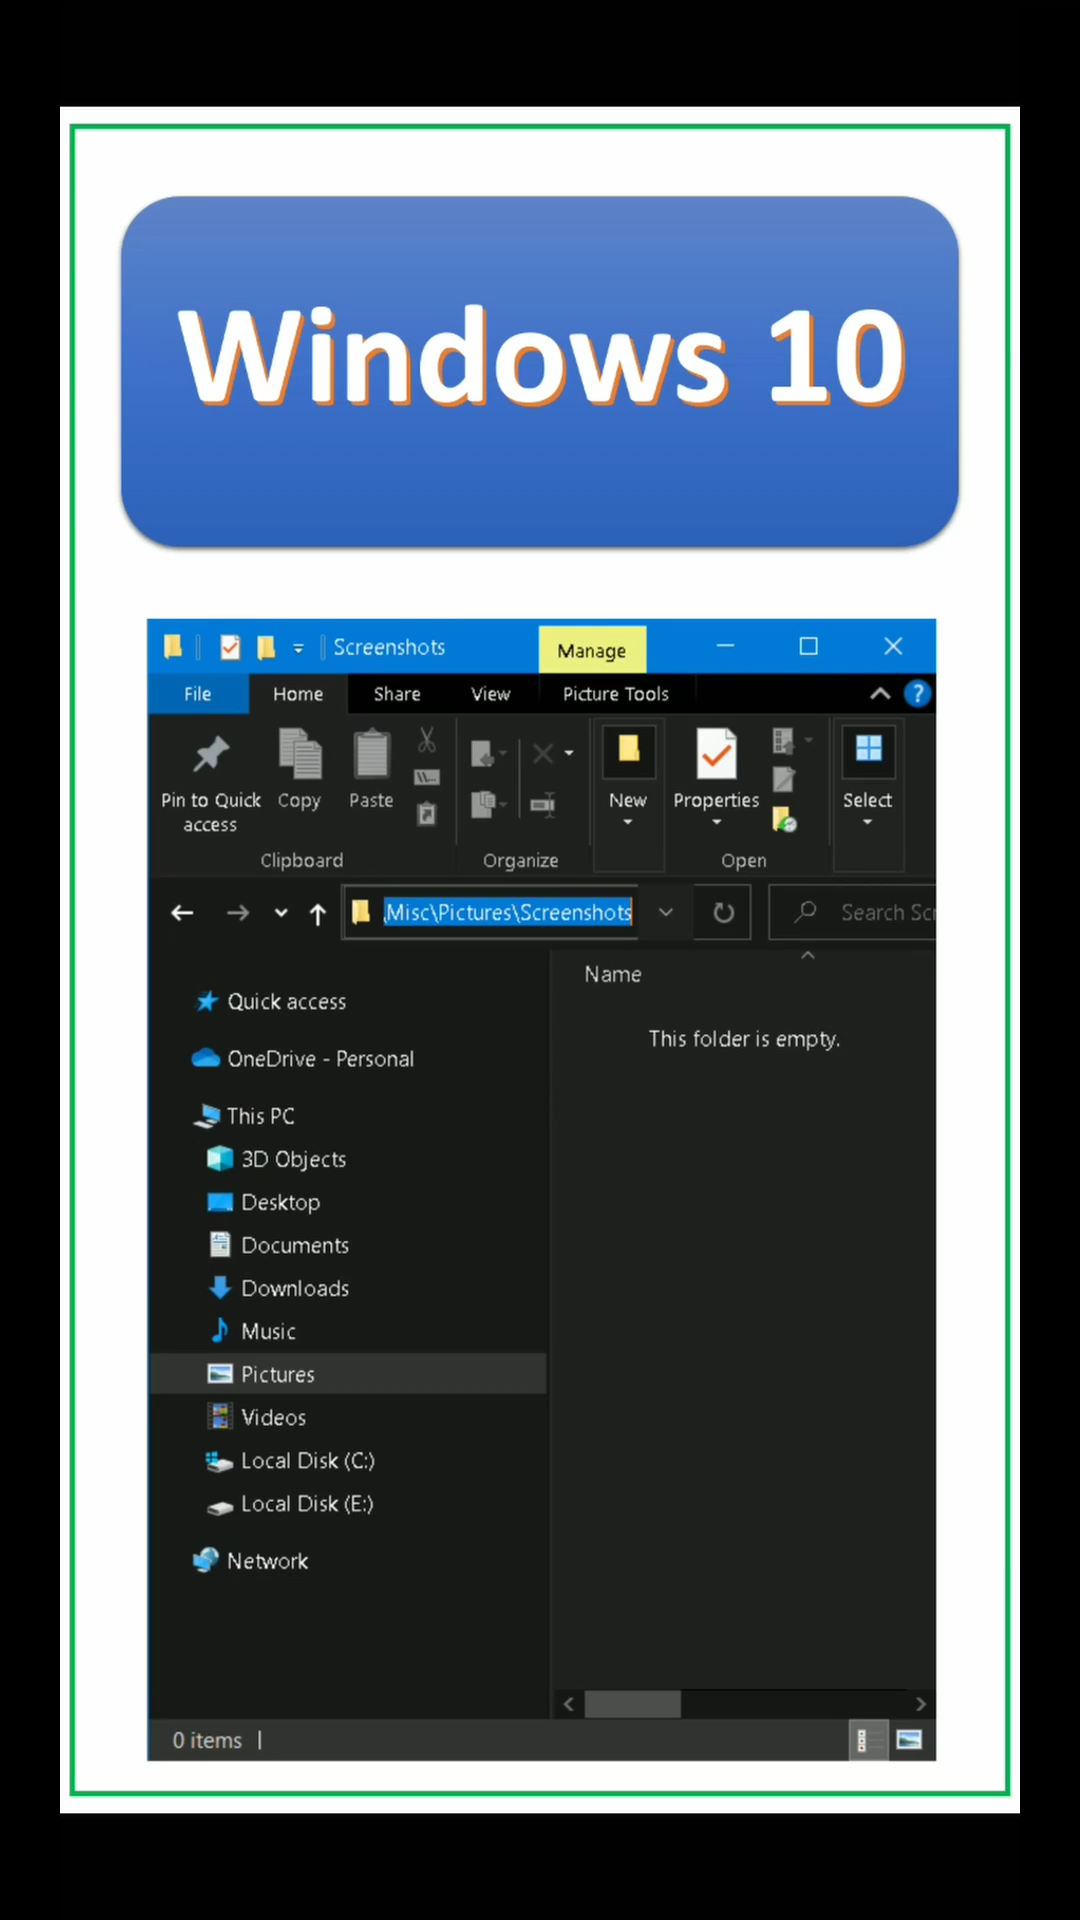 Windows 10
Screenshots
Manage
File
Home
Share
View
Picture Tools
?
Pin to Quick
access
Copy
Paste
New
Properties
Select
Clipboard
Organize
Open
Misc\Pictures\Screenshots
Search Scr
Name
This folder is empty.
Quick access
OneDrive - Personal
This PC
3D Objects
Desktop
Documents
Downloads
Music
Pictures
Videos
Local Disk (C:)
Local Disk (E:)
Network
0 items